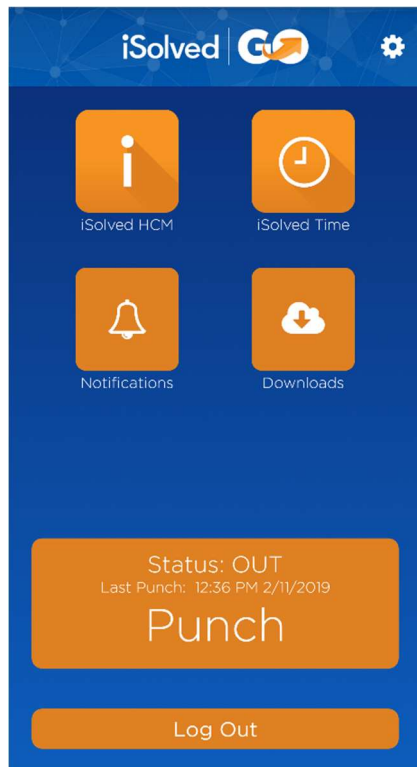 iSolved GO
iSolved HCM
iSolved Time
Notifications
Downloads
Status: OUT
Last Punch: 12:36 PM 2/11/2019
Punch
Log Out